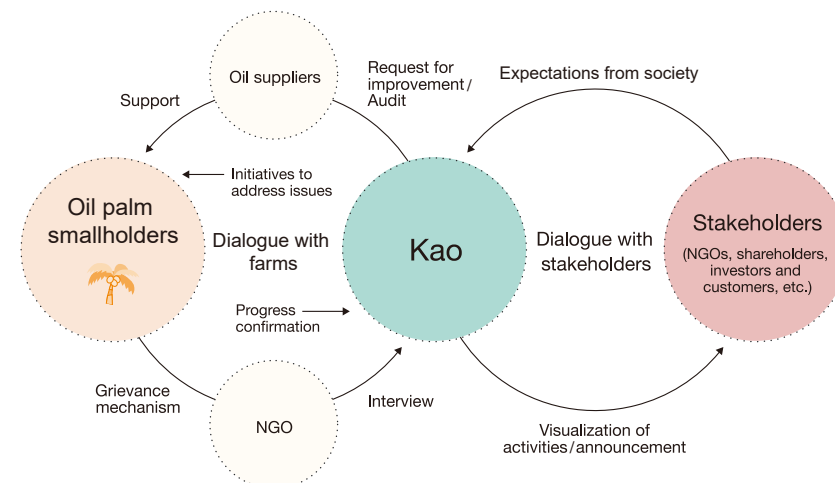 Oil suppliers
Request for
improvement/
Audit
Expectations from society
Support
Initiatives to
address issues
Oil palm
smallholders
Dialogue with
farms
Kao
Dialogue with
stakeholders
Stakeholders
(NGOs, shareholders,
investors and
customers, etc.)
Progress
confirmation
Grievance
mechanism
NGO
Interview
Visualization of
activities/announcement